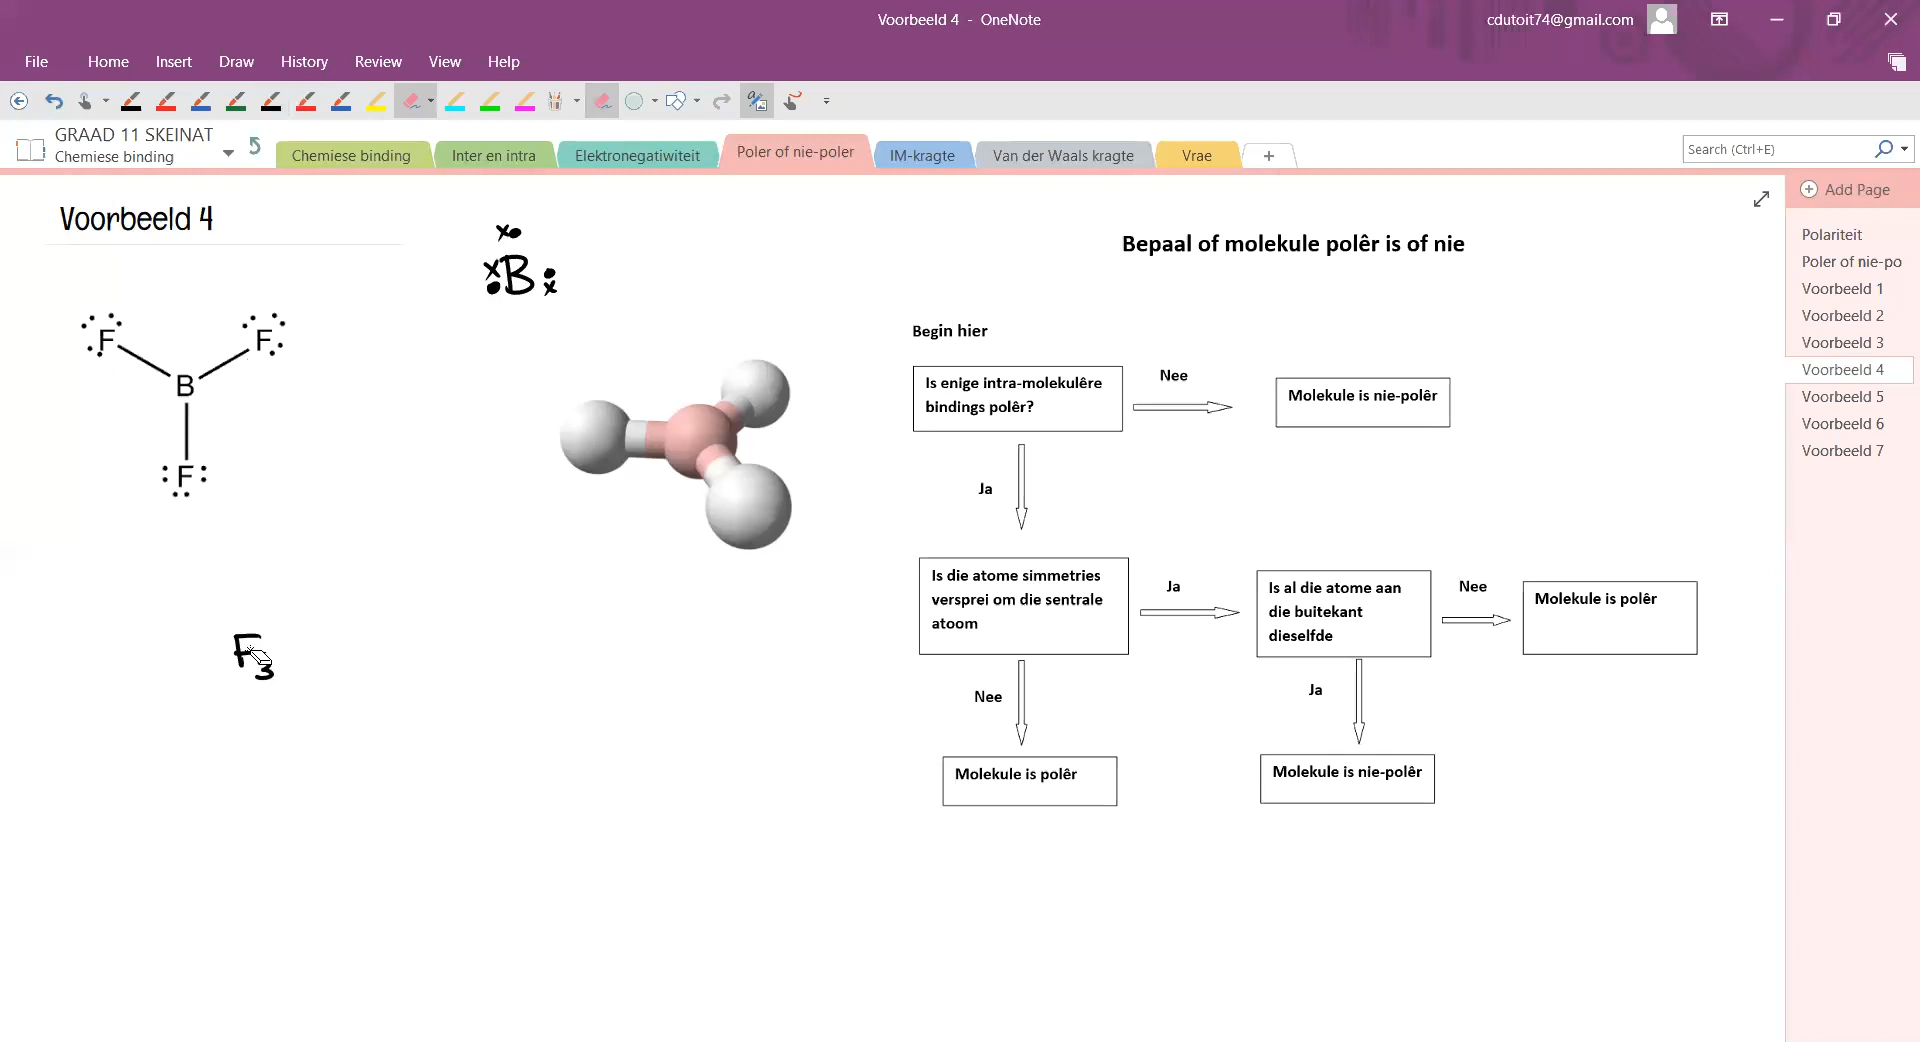 Voorbeeld 4 - OneNote
cdutoit74@gmail.com
File Home Insert Draw History Review View Help
GRAAD 11 SKEINAT
Chemiese binding
Chemiese binding
Inter en intra
Elektronegatiwiteit
Poler of nie-poler
IM-kragte
Van der Waals kragte
Vrae
Search (Ctrl+E)
Add Page
Polariteit
Poler of nie-po
Voorbeeld 1
Voorbeeld 2
Voorbeeld 3
Voorbeeld 4
Voorbeeld 5
Voorbeeld 6
Voorbeeld 7
Voorbeeld 4
B
F F
B
F
F3
Bepaal of molekule polêr is of nie
Begin hier
Is enige intra-molekulêre
bindings polêr?
Nee
Molekule is nie-polêr
Ja
Is die atome simmetries
versprei om die sentrale
atoom
Ja
Is al die atome aan
die buitekant
dieselfde
Nee
Molekule is polêr
Nee
Ja
Molekule is polêr
Molekule is nie-polêr